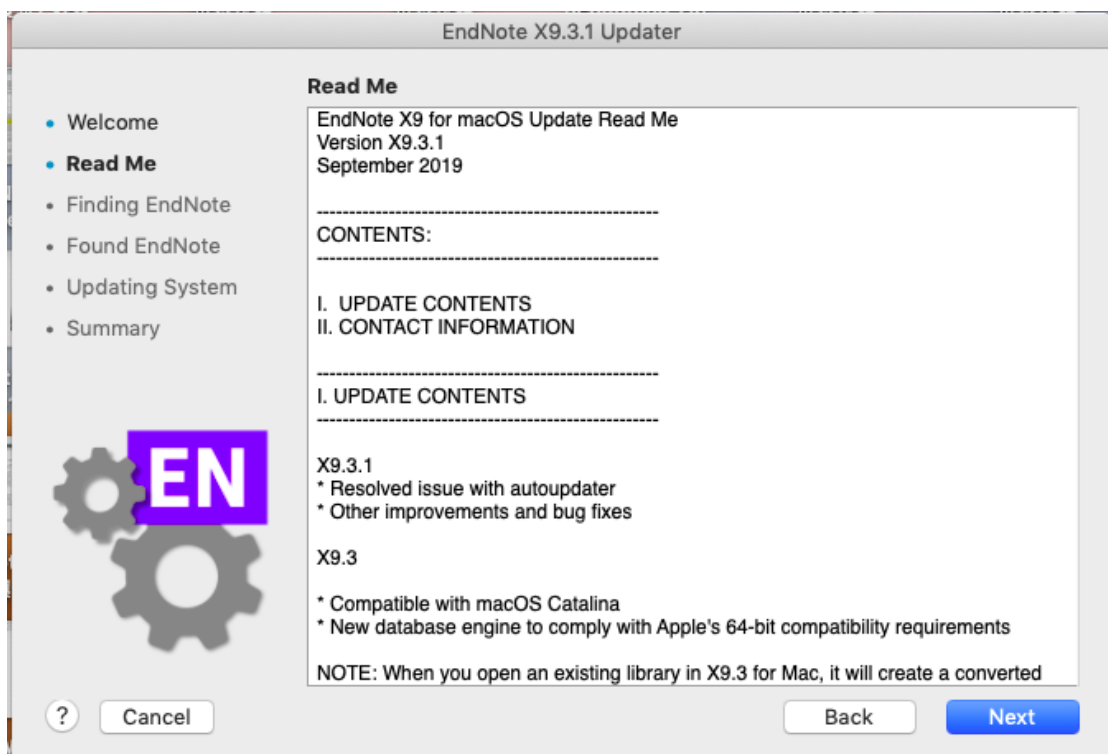 EndNote X9.3.1 Updater
Read Me
• Welcome
• Read Me
• Finding EndNote
• Found EndNote
• Updating System
• Summary
EN
EndNote X9 for macOS Update Read Me
Version X9.3.1
September 2019
-----------------------------------------------------
CONTENTS:
-----------------------------------------------------
I.  UPDATE CONTENTS
II. CONTACT INFORMATION
-----------------------------------------------------
I. UPDATE CONTENTS
-----------------------------------------------------
X9.3.1
* Resolved issue with autoupdater
* Other improvements and bug fixes
X9.3
* Compatible with macOS Catalina
* New database engine to comply with Apple's 64-bit compatibility requirements
NOTE: When you open an existing library in X9.3 for Mac, it will create a converted
?
Cancel
Back
Next